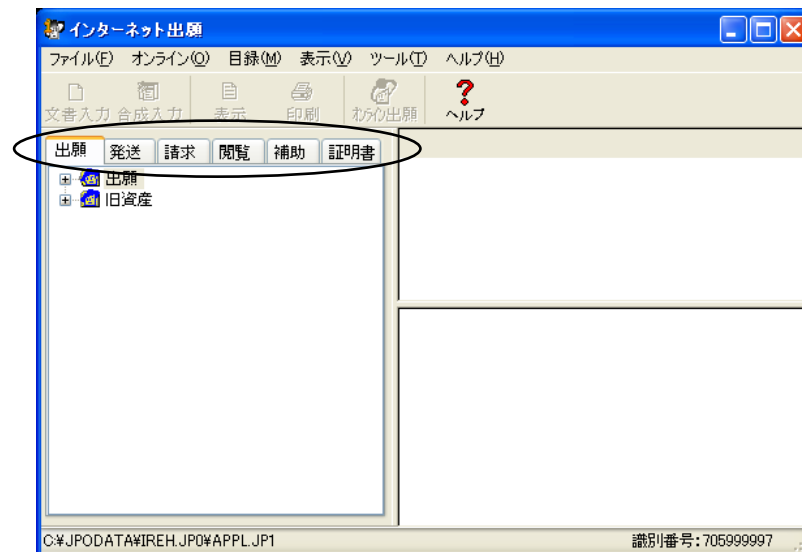 インターネット出願
ファイル(F) オンライン(O) 目録(M) 表示(V) ツール(T) ヘルプ(H)
文書入力 合成入力 表示 印刷 オンライン出願 ヘルプ
出願 発送 請求 閲覧 補助 証明書
出願
旧資産
C:¥JPODATA¥IREH.JP0¥APPL.JP1 識別番号:705999997